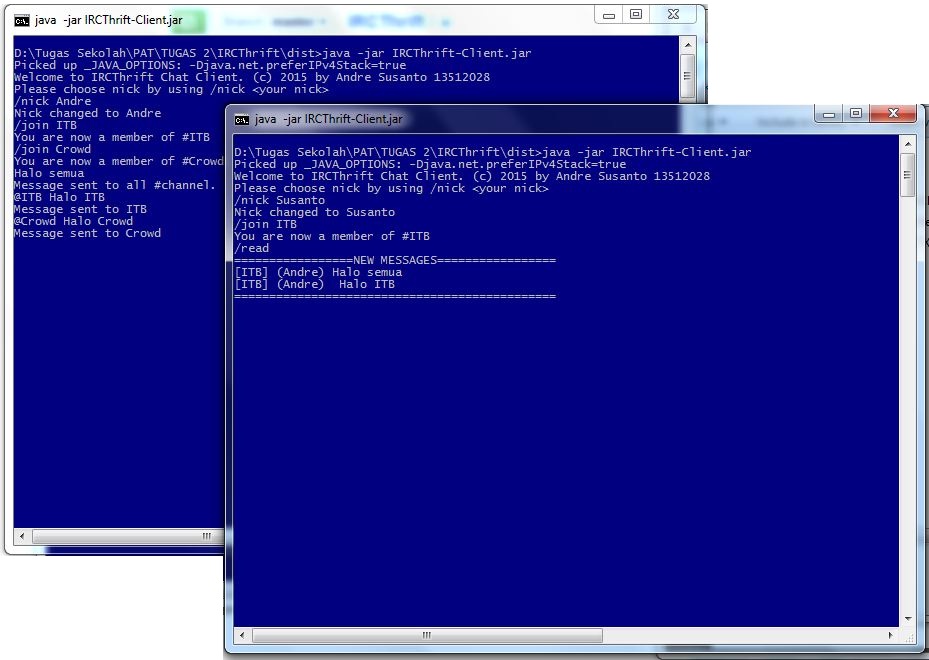 java -jar IRCThrift-Client.jar
D:\Tugas Sekolah\PAT\TUGAS 2\IRCThrift\dist>java -jar IRCThrift-Client.jar
Picked up _JAVA_OPTIONS: -Djava.net.preferIPv4Stack=true
Welcome to IRCThrift Chat Client. (c) 2015 by Andre Susanto 13512028
Please choose nick by using /nick <your nick>
/nick Andre
Nick changed to Andre
/join ITB
You are now a member of #ITB
/join Crowd
You are now a member of #Crowd
Halo semua
Message sent to all #channel.
@ITB Halo ITB
Message sent to ITB
@Crowd Halo Crowd
Message sent to Crowd
java -jar IRCThrift-Client.jar
D:\Tugas Sekolah\PAT\TUGAS 2\IRCThrift\dist>java -jar IRCThrift-Client.jar
Picked up _JAVA_OPTIONS: -Djava.net.preferIPv4Stack=true
Welcome to IRCThrift Chat Client. (c) 2015 by Andre Susanto 13512028
Please choose nick by using /nick <your nick>
/nick Susanto
Nick changed to Susanto
/join ITB
You are now a member of #ITB
/read
=================NEW MESSAGES=================
[ITB] (Andre) Halo semua
[ITB] (Andre)  Halo ITB
==============================================